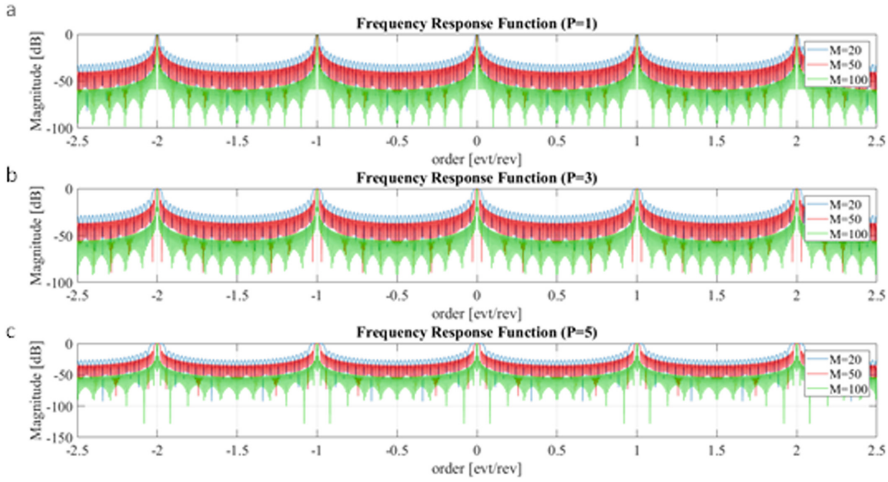 a
Frequency Response Function (P=1)
Magnitude [dB]
0
-50
-100
M=20
M=50
M=100
-2.5 -2 -1.5 -1 -0.5 0 0.5 1 1.5 2 2.5
order [evt/rev]
b
Frequency Response Function (P=3)
Magnitude [dB]
0
-50
-100
M=20
M=50
M=100
-2.5 -2 -1.5 -1 -0.5 0 0.5 1 1.5 2 2.5
order [evt/rev]
c
Frequency Response Function (P=5)
Magnitude [dB]
0
-50
-100
-150
M=20
M=50
M=100
-2.5 -2 -1.5 -1 -0.5 0 0.5 1 1.5 2 2.5
order [evt/rev]